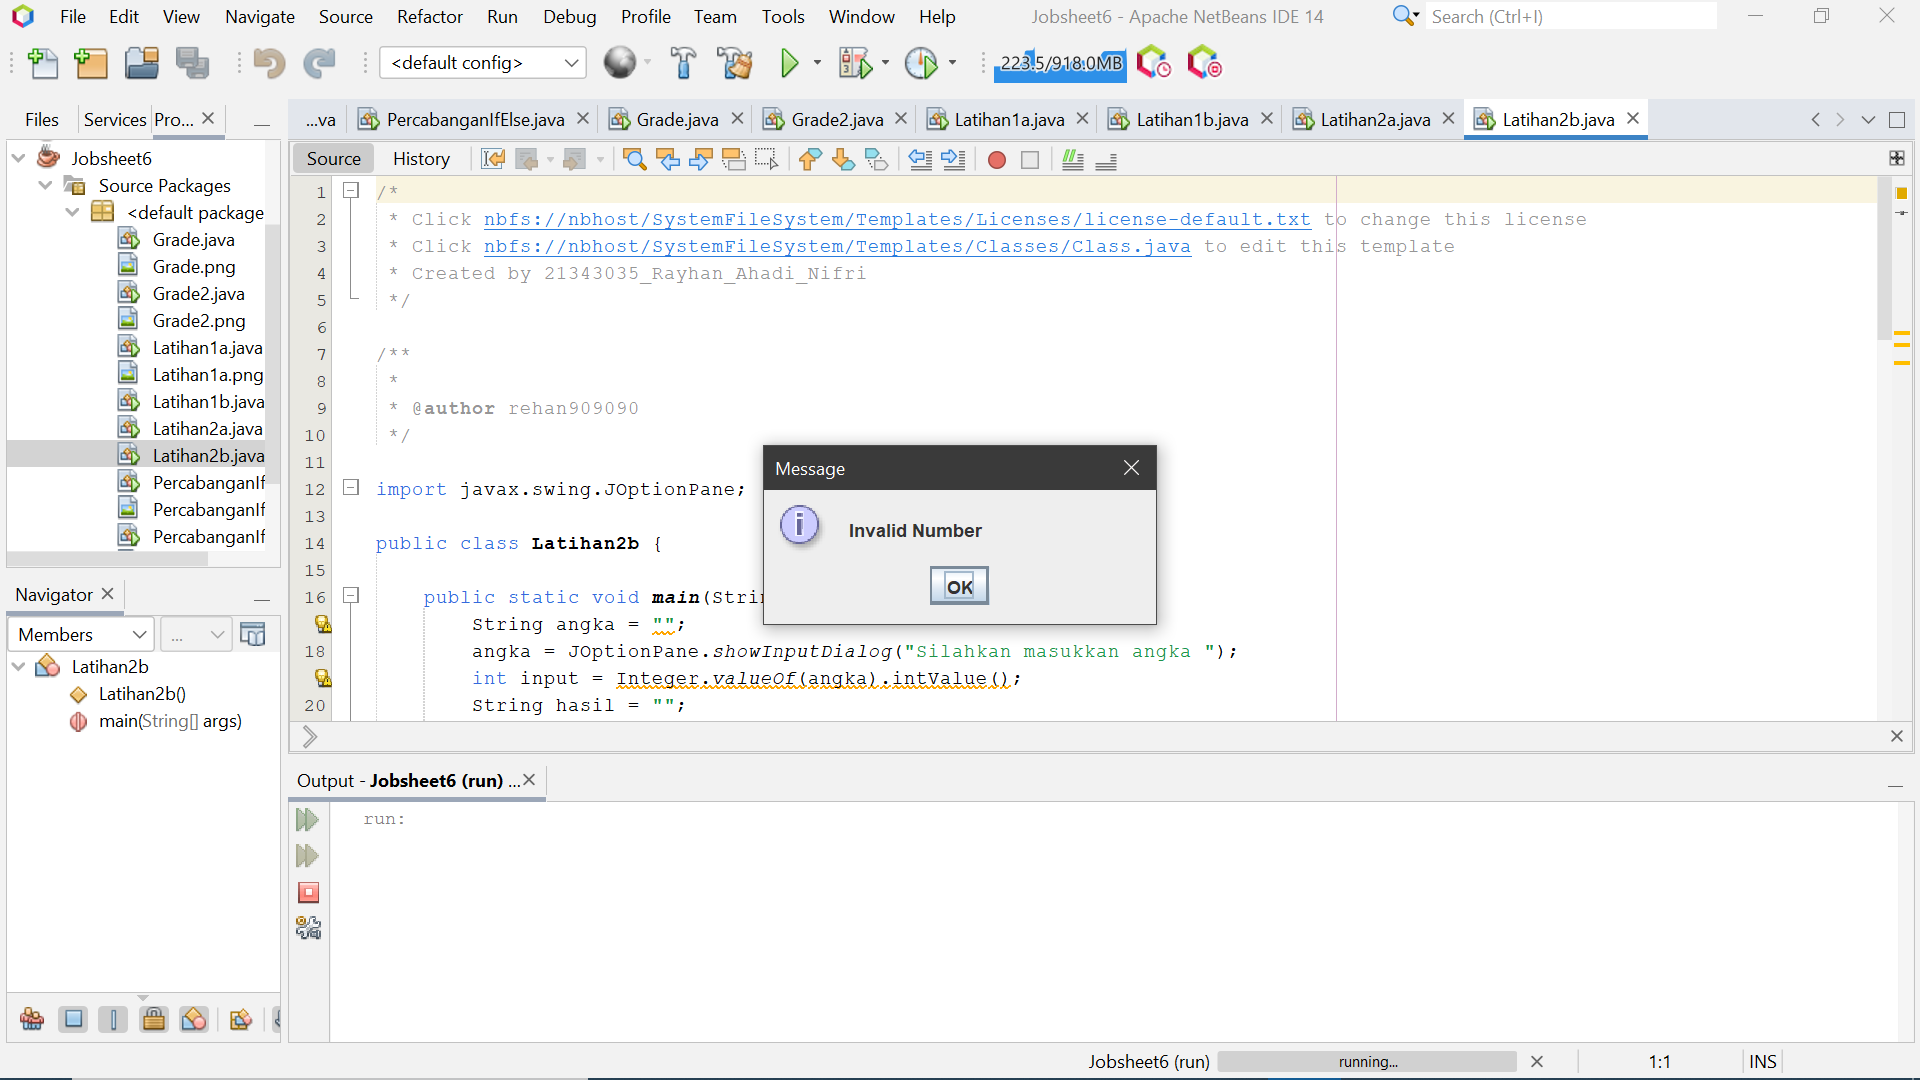 File Edit View Navigate Source Refactor Run Debug Profile Team Tools Window Help
Jobsheet6 - Apache NetBeans IDE 14
Search (Ctrl+I)
<default config>
223.5/918.0MB
Files Services Pro...
...va PercabanganIfElse.java Grade.java Grade2.java Latihan1a.java Latihan1b.java Latihan2a.java Latihan2b.java
Source History
Jobsheet6
Source Packages
<default package
Grade.java
Grade.png
Grade2.java
Grade2.png
Latihan1a.java
Latihan1a.png
Latihan1b.java
Latihan2a.java
Latihan2b.java
PercabanganIf
PercabanganIf
PercabanganIf
Navigator
Members
...
Latihan2b
Latihan2b()
main(String[] args)
1 /*
2 * Click nbfs://nbhost/SystemFileSystem/Templates/Licenses/license-default.txt to change this license
3 * Click nbfs://nbhost/SystemFileSystem/Templates/Classes/Class.java to edit this template
4 * Created by 21343035_Rayhan_Ahadi_Nifri
5 */
6
7 /**
8 *
9 * @author rehan909090
10 */
11
12 import javax.swing.JOptionPane;
13
14 public class Latihan2b {
15
16 public static void main(Strin
String angka = "";
18 angka = JOptionPane.showInputDialog("Silahkan masukkan angka ");
int input = Integer.valueOf(angka).intValue();
20 String hasil = "";
Message
Invalid Number
OK
Output - Jobsheet6 (run) ...
run:
Jobsheet6 (run)
running...
1:1
INS